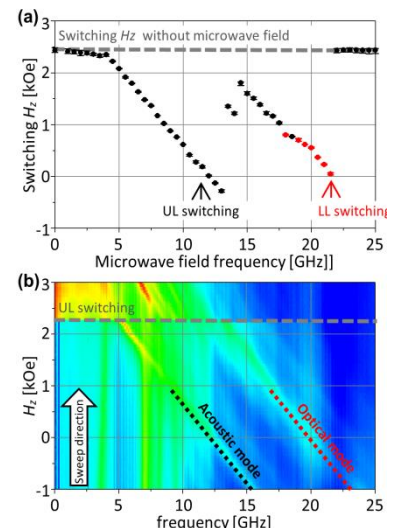 (a)
Switching Hz without microwave field
Switching Hz [kOe]
3
2
1
0
-1
UL switching
LL switching
0 5 10 15 20 25
Microwave field frequency [GHz]]
(b)
UL switching
Hz [kOe]
3
2
1
0
-1
Sweep direction
Acoustic mode
Optical mode
0 5 10 15 20 25
frequency [GHz]